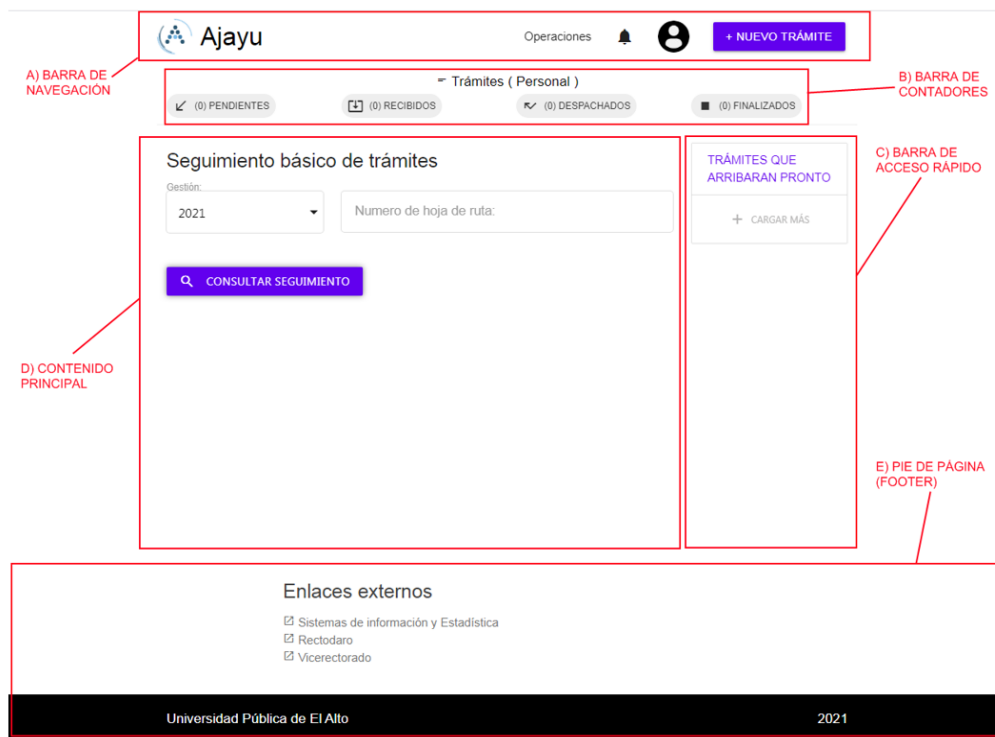 Ajayu
Operaciones
+ NUEVO TRÁMITE
A) BARRA DE
NAVEGACIÓN
Trámites ( Personal )
B) BARRA DE
CONTADORES
(0) PENDIENTES
(0) RECIBIDOS
(0) DESPACHADOS
(0) FINALIZADOS
Seguimiento básico de trámites
Gestión:
2021
Numero de hoja de ruta:
TRÁMITES QUE
ARRIBARAN PRONTO
+ CARGAR MÁS
C) BARRA DE
ACCESO RÁPIDO
CONSULTAR SEGUIMIENTO
D) CONTENIDO
PRINCIPAL
E) PIE DE PÁGINA
(FOOTER)
Enlaces externos
Sistemas de información y Estadística
Rectodaro
Vicerectorado
Universidad Pública de El Alto
2021